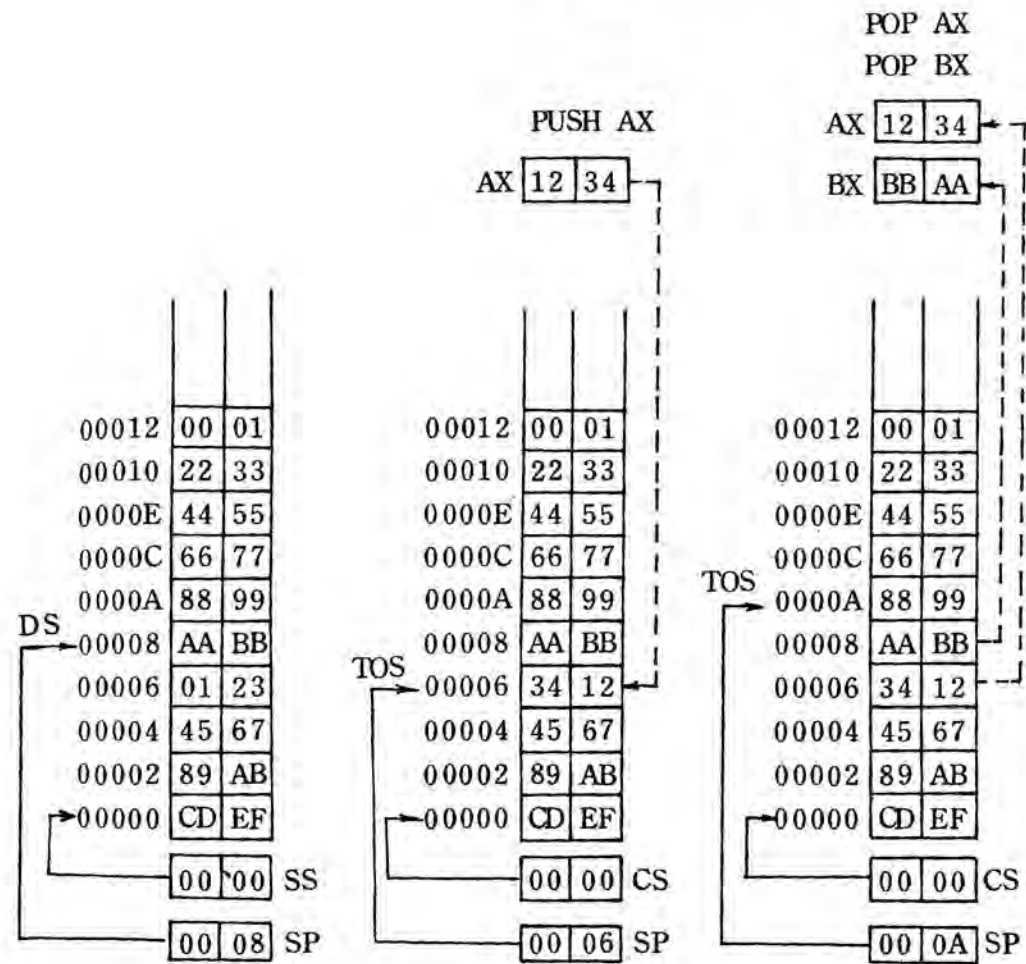 POP AX
POP BX
PUSH AX
AX 12 34
AX 12 34
BX BB AA
00012 00 01
00010 22 33
0000E 44 55
0000C 66 77
0000A 88 99
DS
00008 AA BB
00006 01 23
00004 45 67
00002 89 AB
00000 CD EF
00 00 SS
00 08 SP
00012 00 01
00010 22 33
0000E 44 55
0000C 66 77
0000A 88 99
00008 AA BB
TOS
00006 34 12
00004 45 67
00002 89 AB
00000 CD EF
00 00 CS
00 06 SP
00012 00 01
00010 22 33
0000E 44 55
0000C 66 77
TOS
0000A 88 99
00008 AA BB
00006 34 12
00004 45 67
00002 89 AB
00000 CD EF
00 00 CS
00 0A SP